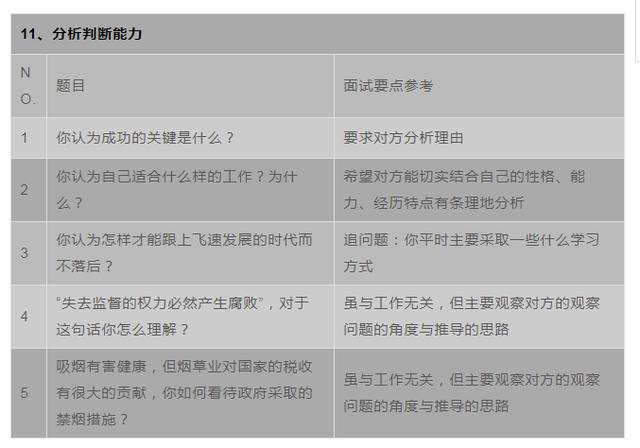 11、分析判断能力
N
O.
题目
面试要点参考
1
你认为成功的关键是什么？
要求对方分析理由
2
你认为自己适合什么样的工作？为什
么？
希望对方能切实结合自己的性格、能
力、经历特点有条理地分析
3
你认为怎样才能跟上飞速发展的时代而
不落后？
追问题：你平时主要采取一些什么学习
方式
4
“失去监督的权力必然产生腐败”，对于
这句话你怎么理解？
虽与工作无关，但主要观察对方的观察
问题的角度与推导的思路
5
吸烟有害健康，但烟草业对国家的税收
有很大的贡献，你如何看待政府采取的
禁烟措施？
虽与工作无关，但主要观察对方的观察
问题的角度与推导的思路